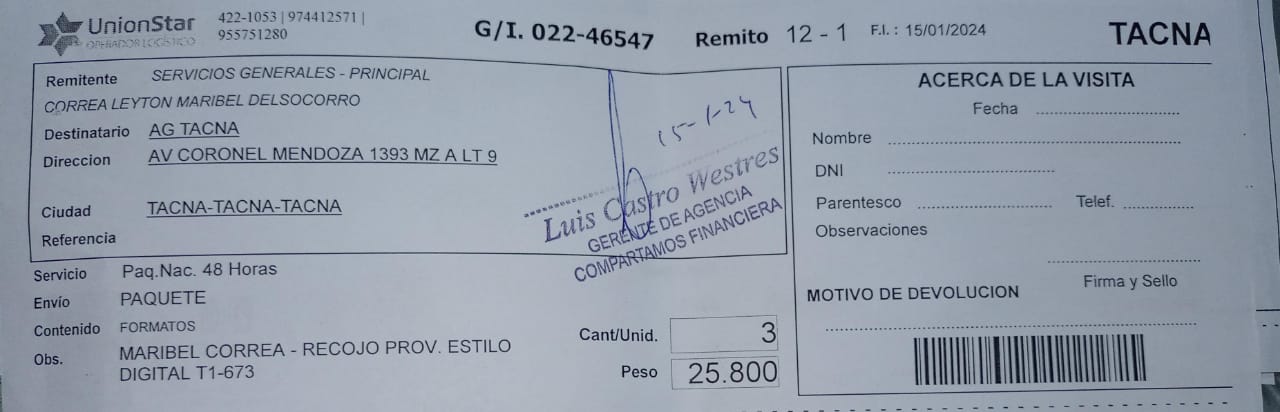 UnionStar
OPERADOR LOGÍSTICO
422-1053 | 974412571 |
955751280
G/I. 022-46547
Remito 12 - 1
F.I. : 15/01/2024
TACNA
Remitente SERVICIOS GENERALES - PRINCIPAL
CORREA LEYTON MARIBEL DELSOCORRO
Destinatario AG TACNA
Direccion AV CORONEL MENDOZA 1393 MZ A LT 9
Ciudad TACNA-TACNA-TACNA
Referencia
15-1-24
Luis Castro Westres
GERENTE DE AGENCIA
COMPARTAMOS FINANCIERA
Servicio Paq.Nac. 48 Horas
Envío PAQUETE
Contenido FORMATOS
Obs. MARIBEL CORREA - RECOJO PROV. ESTILO
DIGITAL T1-673
Cant/Unid. 3
Peso 25.800
ACERCA DE LA VISITA
Fecha
Nombre
DNI
Parentesco Telef.
Observaciones
Firma y Sello
MOTIVO DE DEVOLUCION